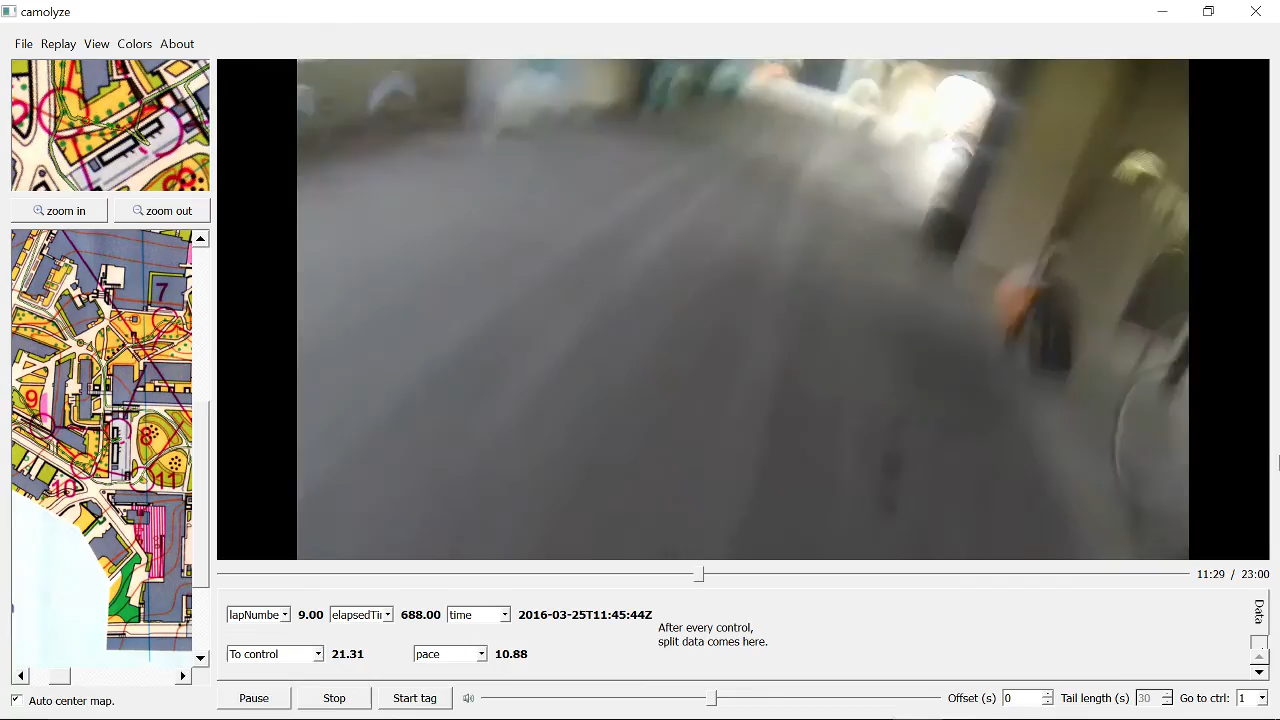 camolyze
File Replay View Colors About
zoom in zoom out
7
9
8
10
11
11:29 / 23:00
lapNumbe 9.00 elapsedTi 688.00 time 2016-03-25T11:45:44Z
After every control,
split data comes here.
Data
To control 21.31 pace 10.88
Auto center map.
Pause Stop Start tag Offset (s) 0 Tail length (s) 30 Go to ctrl: 1